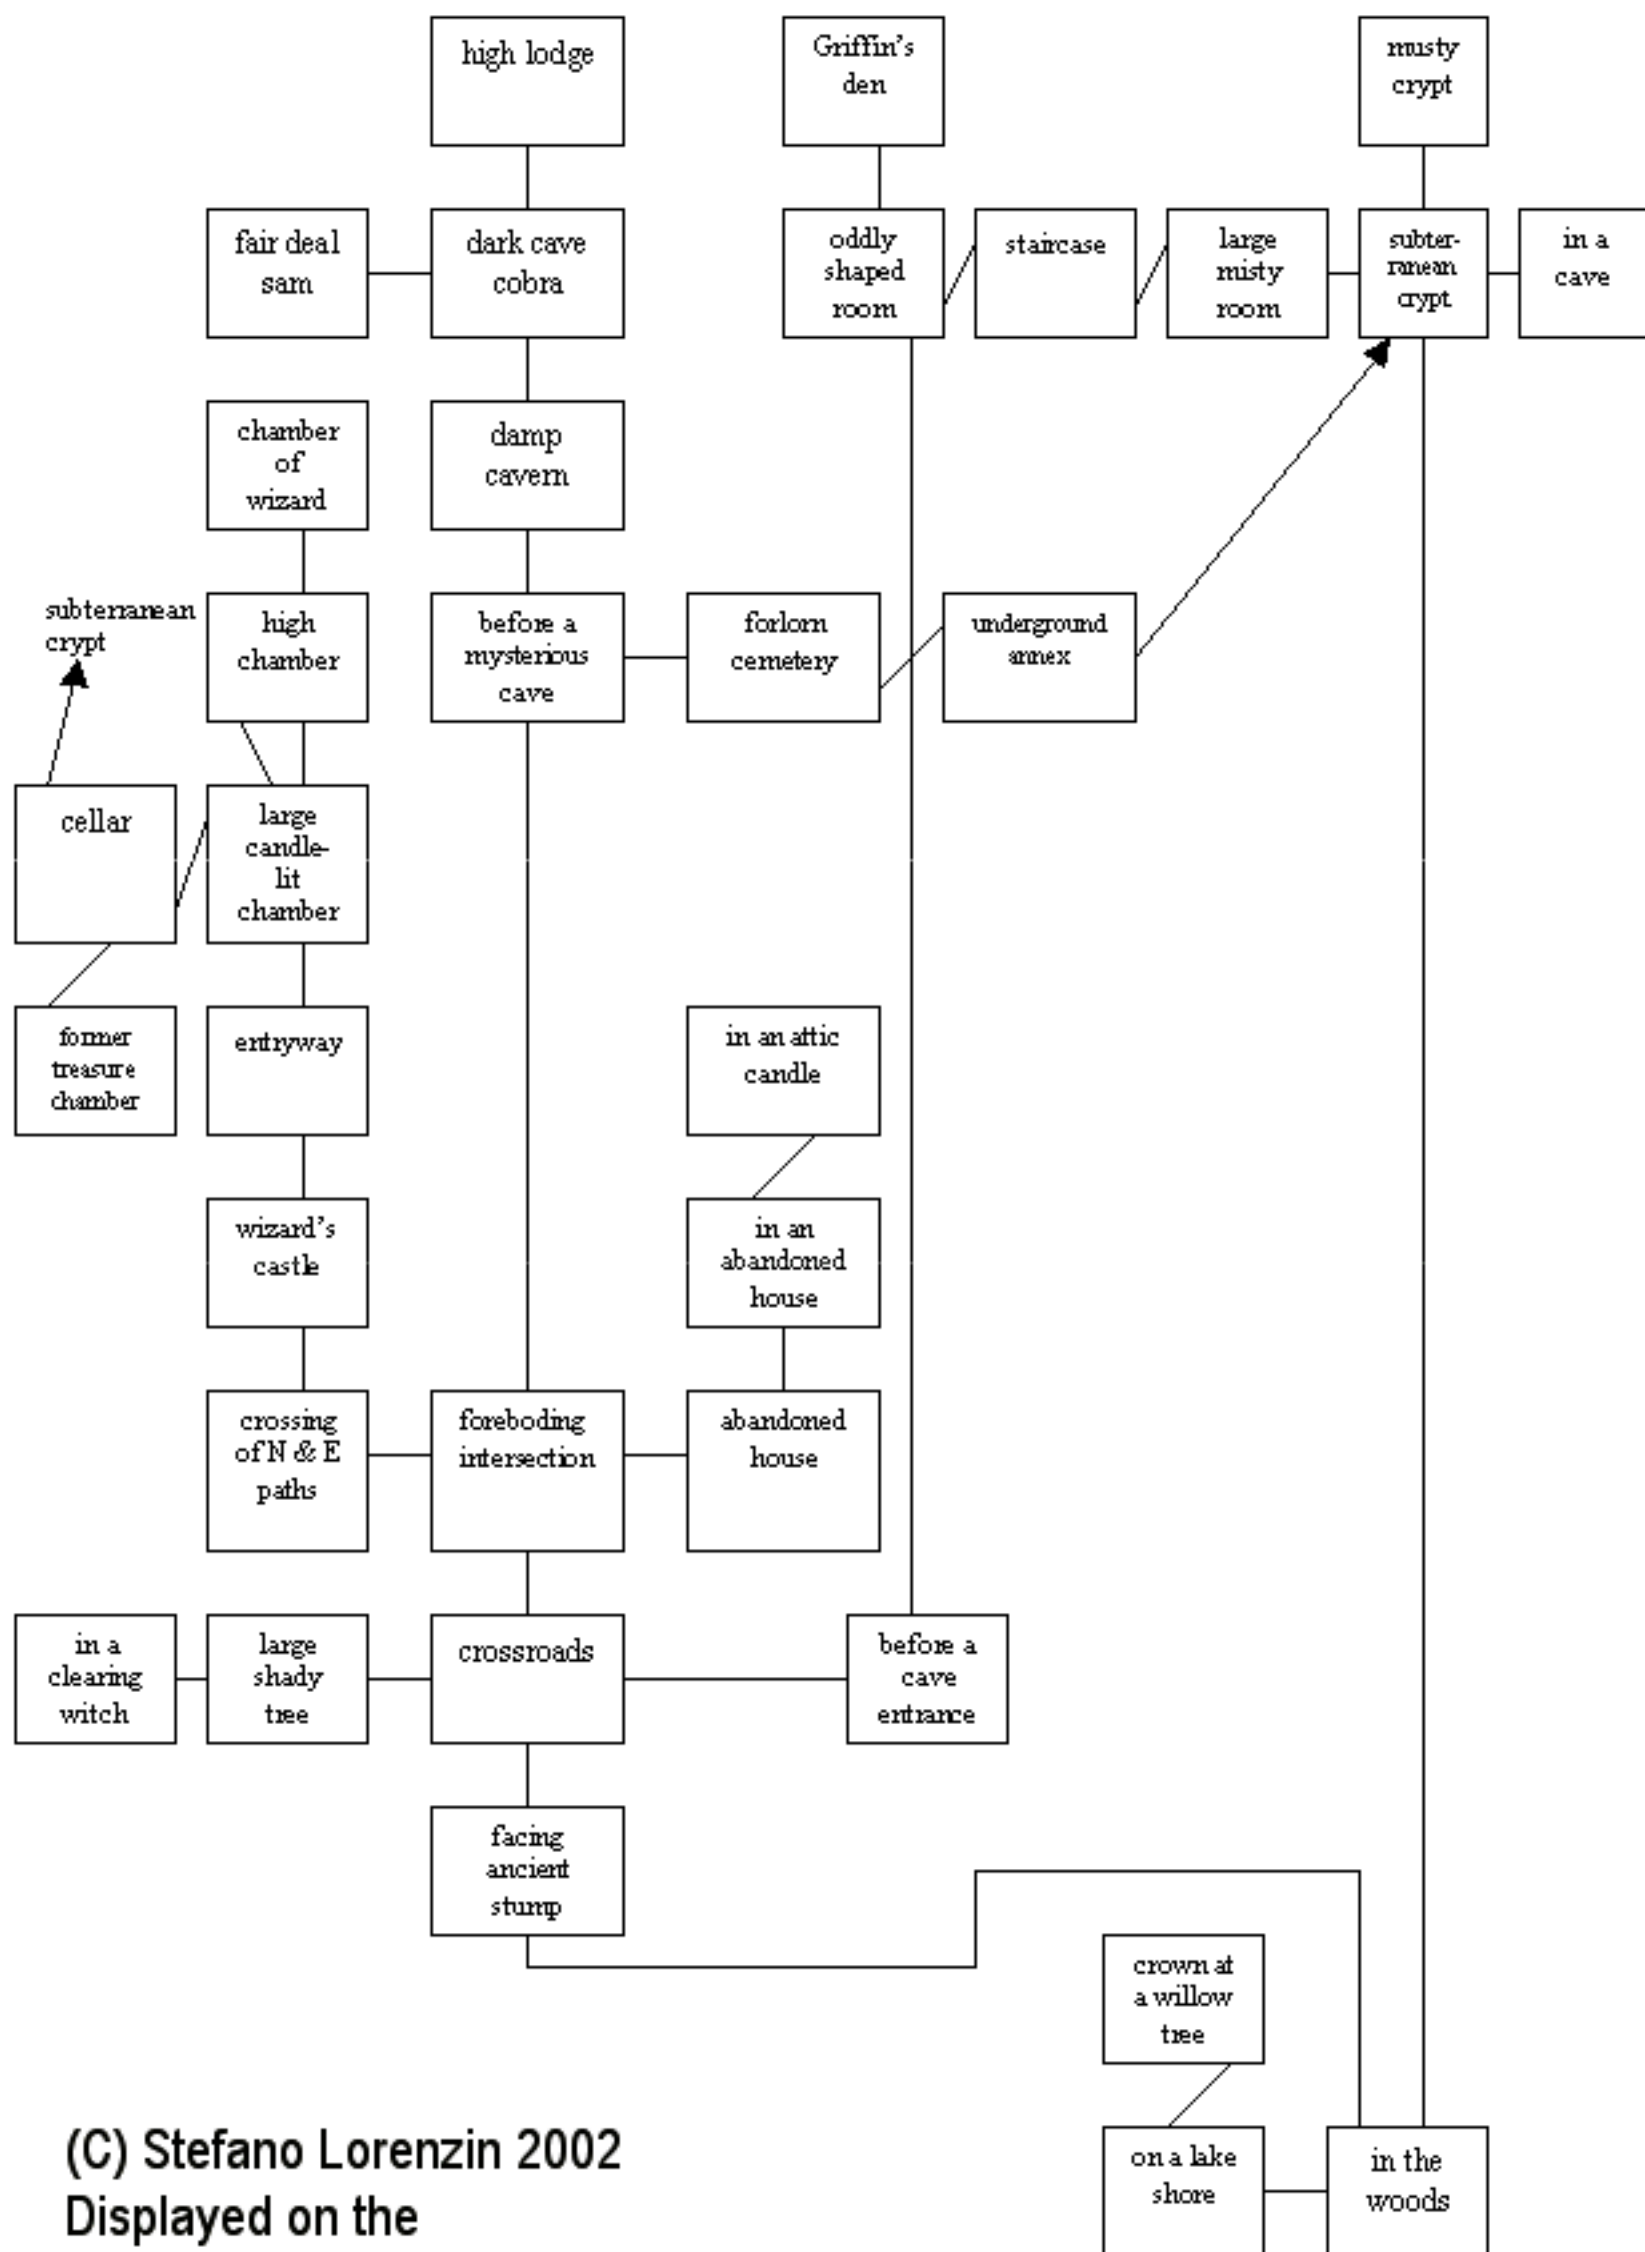 high lodge
Griffin's
den
musty
crypt
fair deal
sam
dark cave
cobra
oddly
shaped
room
staircase
large
misty
room
subter-
ranean
crypt
in a
cave
chamber
of
wizard
damp
cavern
subterranean
crypt
high
chamber
before a
mysterious
cave
forlorn
cemetery
underground
annex
cellar
large
candle-
lit
chamber
former
treasure
chamber
entryway
in an attic
candle
wizard's
castle
in an
abandoned
house
crossing
of N & E
paths
foreboding
intersection
abandoned
house
in a
clearing
witch
large
shady
tree
crossroads
before a
cave
entrance
facing
ancient
stump
crown at
a willow
tree
on a lake
shore
in the
woods
(C) Stefano Lorenzin 2002
Displayed on the